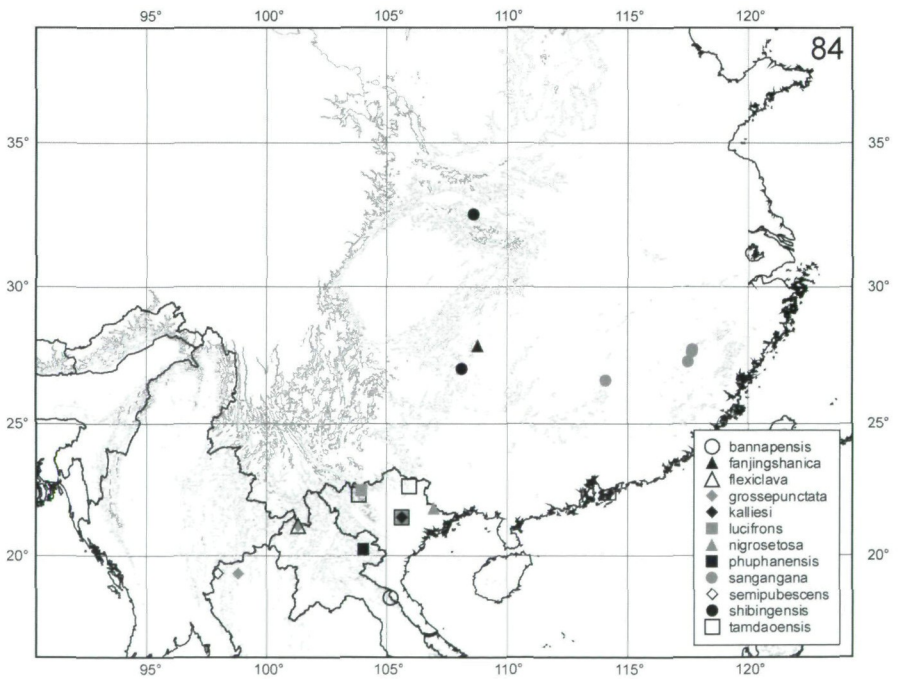 95° 100° 105° 110° 115° 120°
84
35° 35°
30° 30°
25° 25°
bannapensis
fanjingshanica
flexiclava
grossepunctata
kalliesi
lucifrons
nigrosetosa
20° phuphanensis 20°
sangangana
semipubescens
shibingensis
tamdaoensis
95° 100° 105° 110° 115° 120°